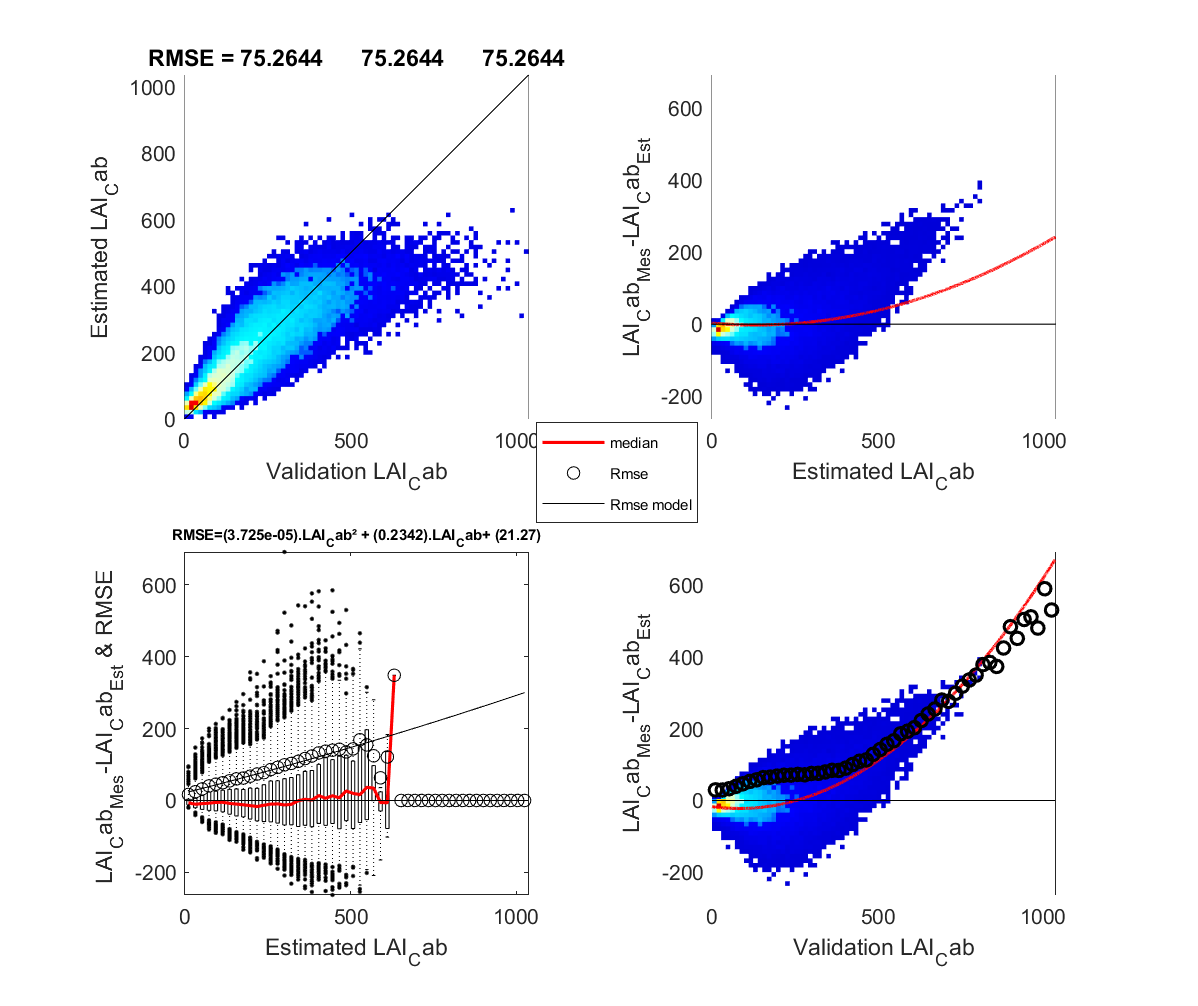 RMSE = 75.2644 75.2644 75.2644
1000
800
600
400
200
0
0 500 1000
Estimated LAI_Cab
Validation LAI_Cab
600
400
200
0
-200
0 500 1000
LAI_Cab_Mes-LAI_Cab_Est
Estimated LAI_Cab
median
Rmse
Rmse model
RMSE=(3.725e-05).LAI_Cab² + (0.2342).LAI_Cab+ (21.27)
600
400
200
0
-200
0 500 1000
LAI_Cab_Mes-LAI_Cab_Est & RMSE
Estimated LAI_Cab
600
400
200
0
-200
0 500 1000
LAI_Cab_Mes-LAI_Cab_Est
Validation LAI_Cab